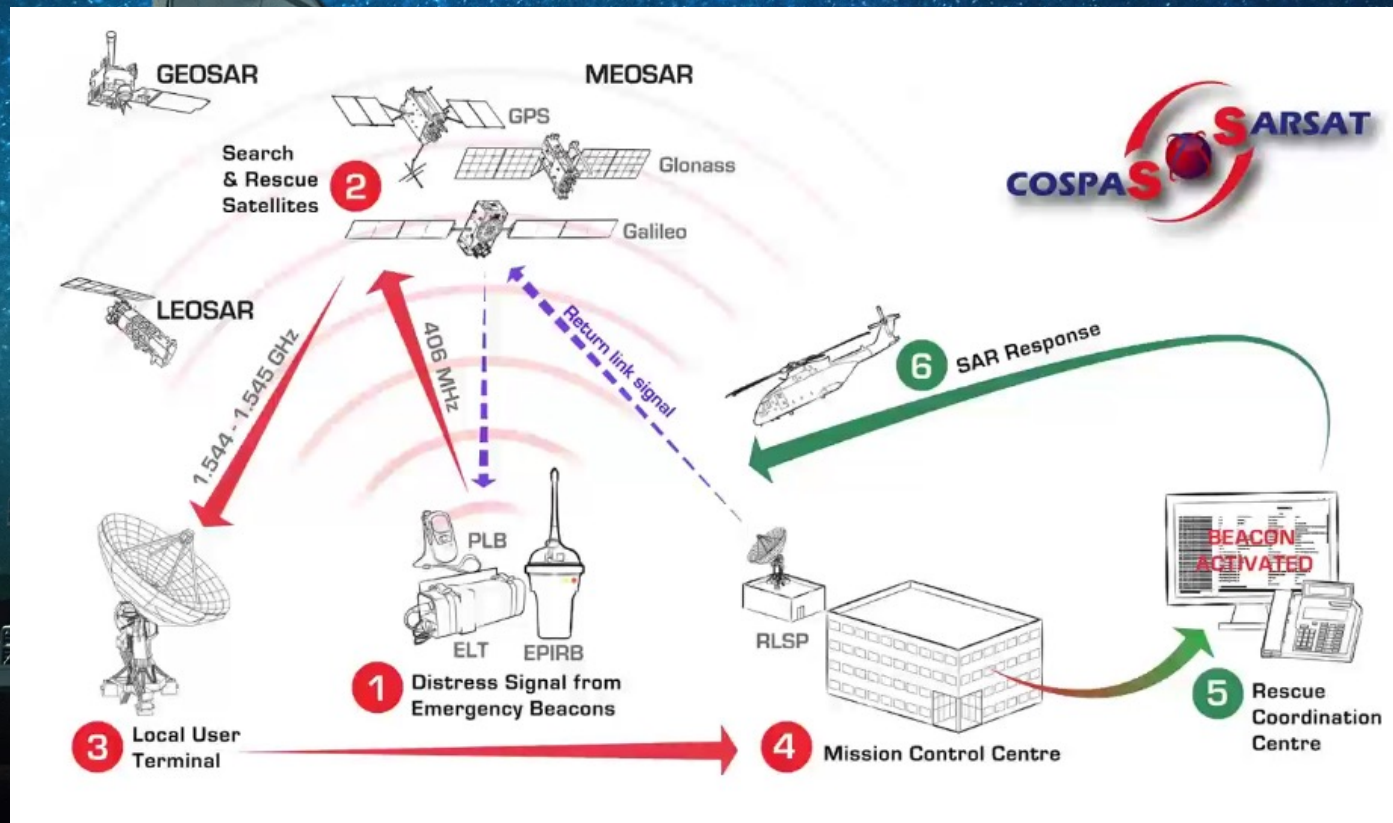 GEOSAR
MEOSAR
GPS
Glonass
Galileo
Search
& Rescue
Satellites
2
LEOSAR
COSPAS
SARSAT
1.544 - 1.545 GHz
406 MHz
Return link signal
6 SAR Response
PLB
ELT
EPIRB
RLSP
BEACON
ACTIVATED
1 Distress Signal from
Emergency Beacons
3 Local User
Terminal
4 Mission Control Centre
5 Rescue
Coordination
Centre